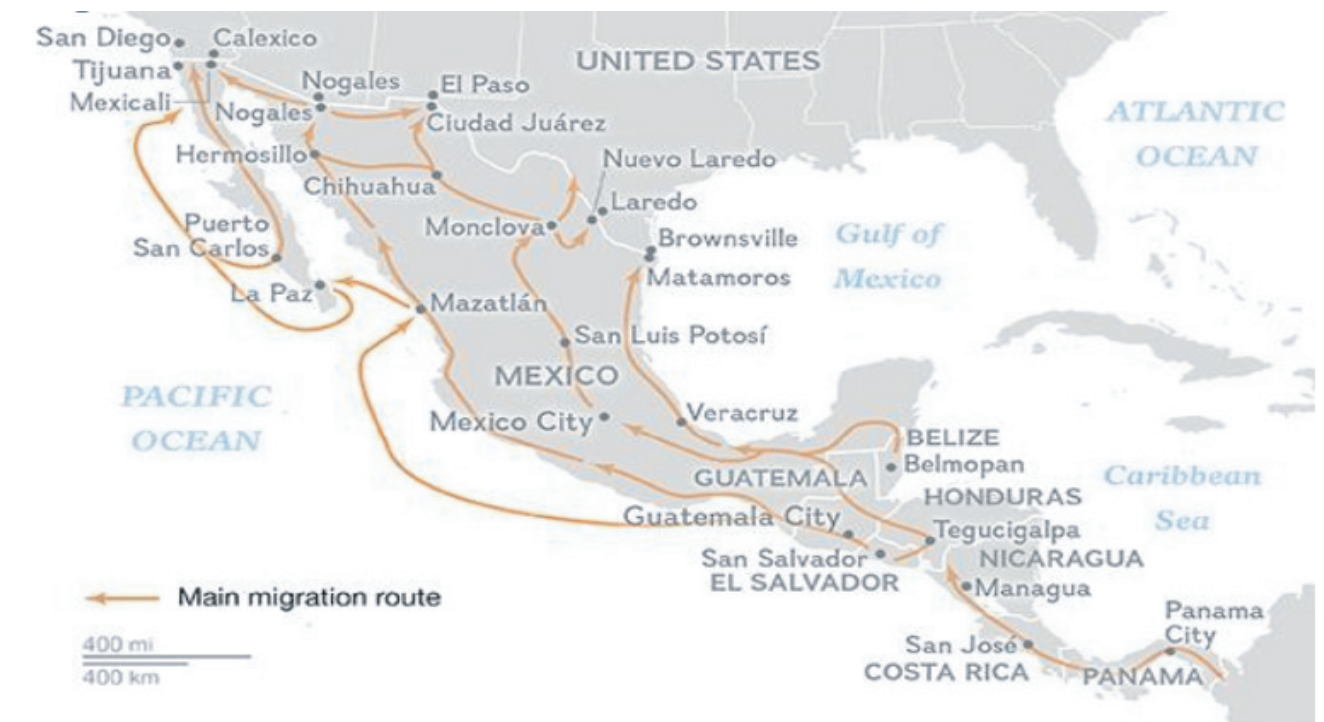 San Diego
Calexico
Tijuana
Mexicali
Nogales
Nogales
El Paso
Ciudad Juárez
UNITED STATES
ATLANTIC
OCEAN
Hermosillo
Chihuahua
Nuevo Laredo
Laredo
Monclova
Brownsville
Matamoros
Gulf of
Mexico
Puerto
San Carlos
La Paz
Mazatlán
San Luis Potosí
MEXICO
Mexico City
Veracruz
PACIFIC
OCEAN
BELIZE
Belmopan
GUATEMALA
HONDURAS
Caribbean
Sea
Guatemala City
Tegucigalpa
San Salvador
EL SALVADOR
NICARAGUA
Managua
Panama
City
San José
COSTA RICA
PANAMA
Main migration route
400 mi
400 km